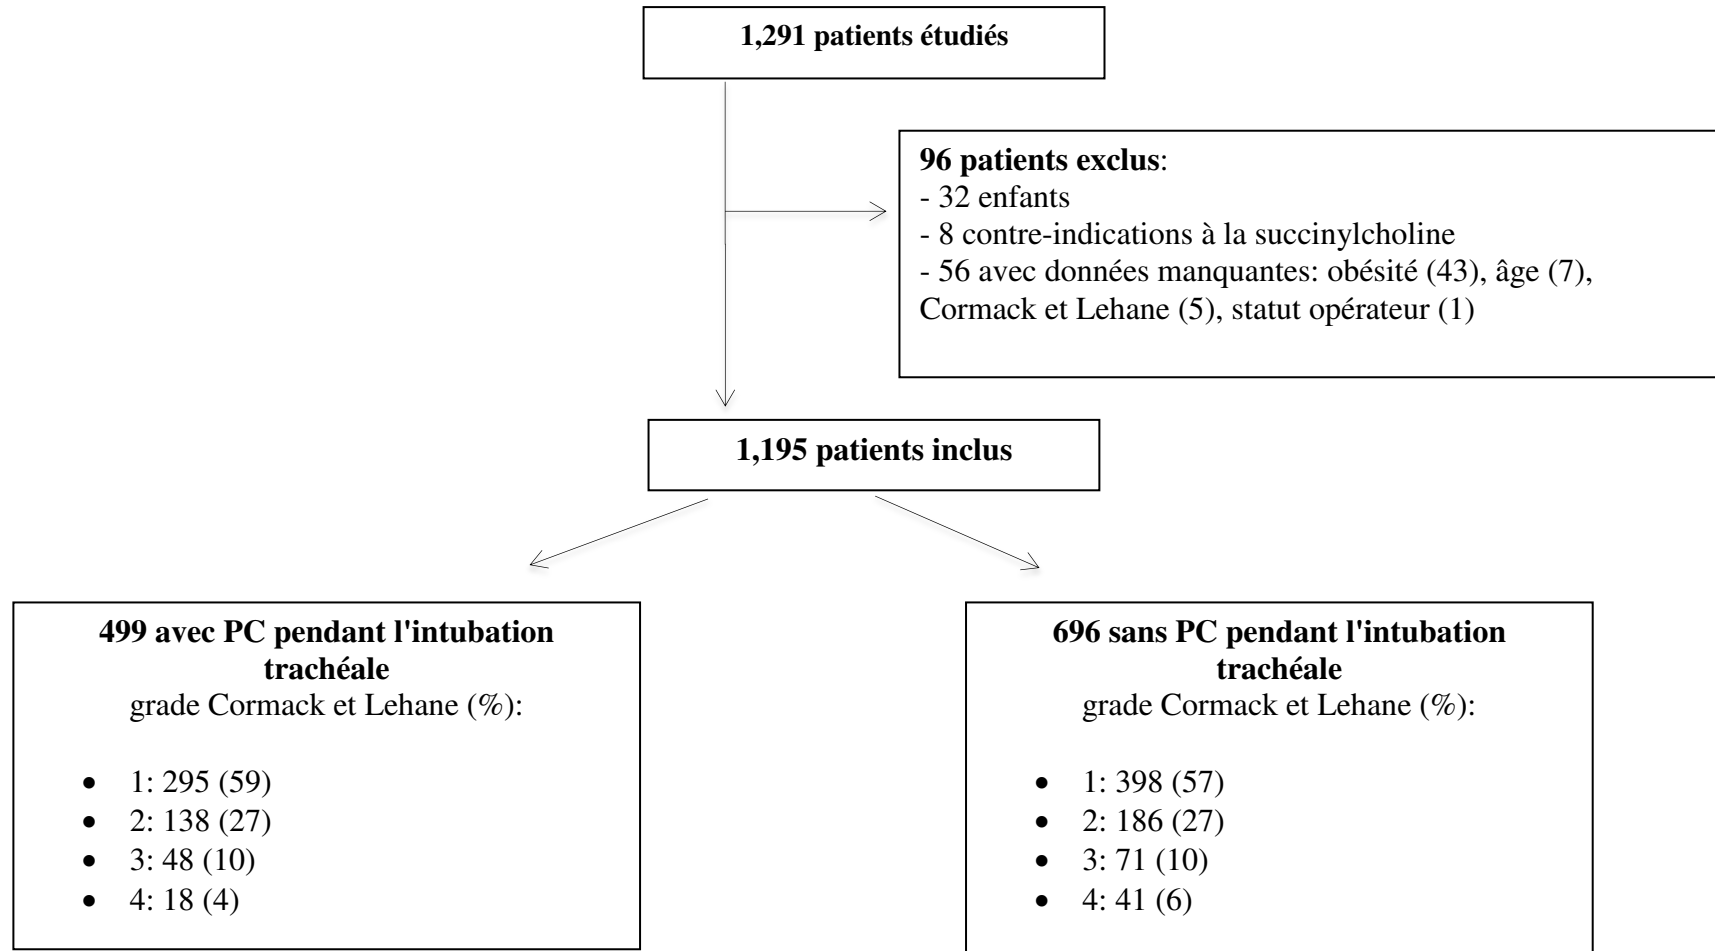 1,291 patients étudiés
96 patients exclus:
- 32 enfants
- 8 contre-indications à la succinylcholine
- 56 avec données manquantes: obésité (43), âge (7),
Cormack et Lehane (5), statut opérateur (1)
1,195 patients inclus
499 avec PC pendant l'intubation
trachéale
grade Cormack et Lehane (%):
• 1: 295 (59)
• 2: 138 (27)
• 3: 48 (10)
• 4: 18 (4)
696 sans PC pendant l'intubation
trachéale
grade Cormack et Lehane (%):
• 1: 398 (57)
• 2: 186 (27)
• 3: 71 (10)
• 4: 41 (6)